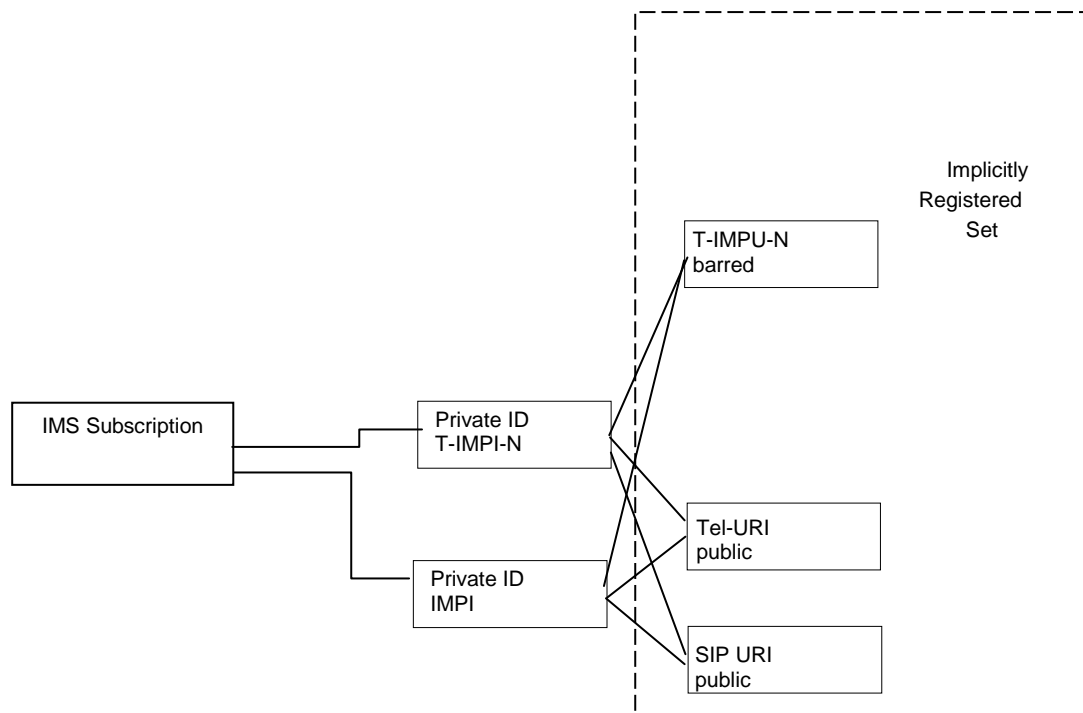 Implicitly
Registered
Set
T-IMPU-N
barred
IMS Subscription
Private ID
T-IMPI-N
Tel-URI
public
Private ID
IMPI
SIP URI
public